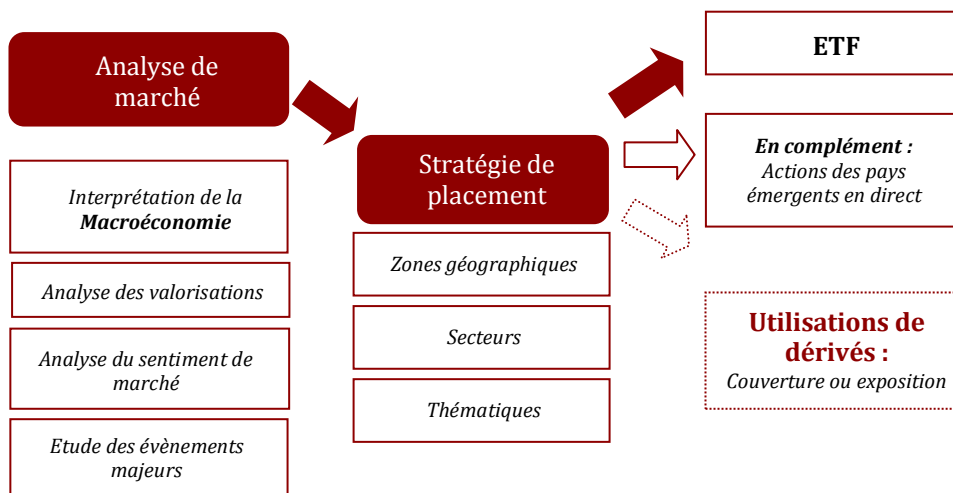 Analyse de
marché
Interprétation de la
Macroéconomie
Analyse des valorisations
Analyse du sentiment de
marché
Etude des évènements
majeurs
Stratégie de
placement
Zones géographiques
Secteurs
Thématiques
ETF
En complément :
Actions des pays
émergents en direct
Utilisations de
dérivés :
Couverture ou exposition